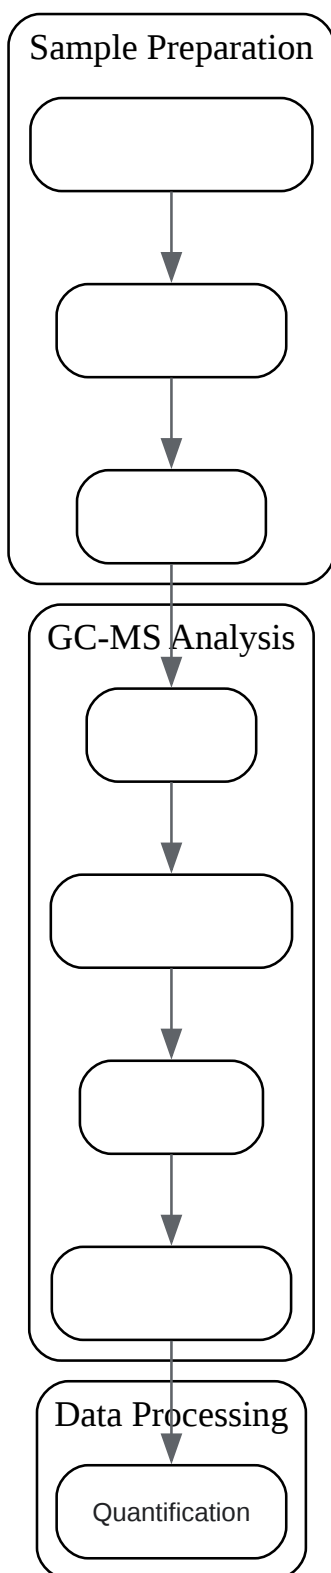 Sample Preparation
GC-MS Analysis
Data Processing
Quantification